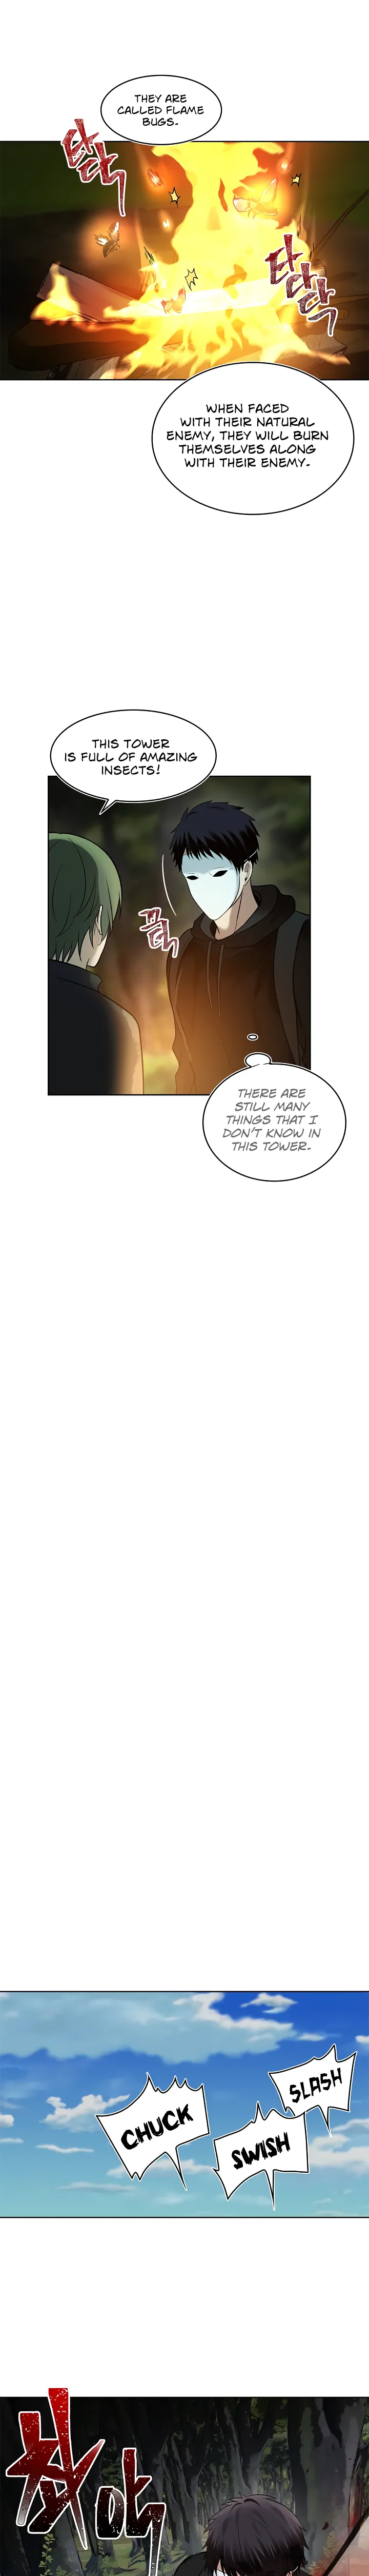 THEY ARE
CALLED FLAME
BUGS.
타닥
타다닥
WHEN FACED
WITH THEIR NATURAL
ENEMY, THEY WILL BURN
THEMSELVES ALONG
WITH THEIR ENEMY.
THIS TOWER
IS FULL OF AMAZING
INSECTS!
THERE ARE
STILL MANY
THINGS THAT I
DON'T KNOW IN
THIS TOWER.
SLASH
CHUCK
SWISH